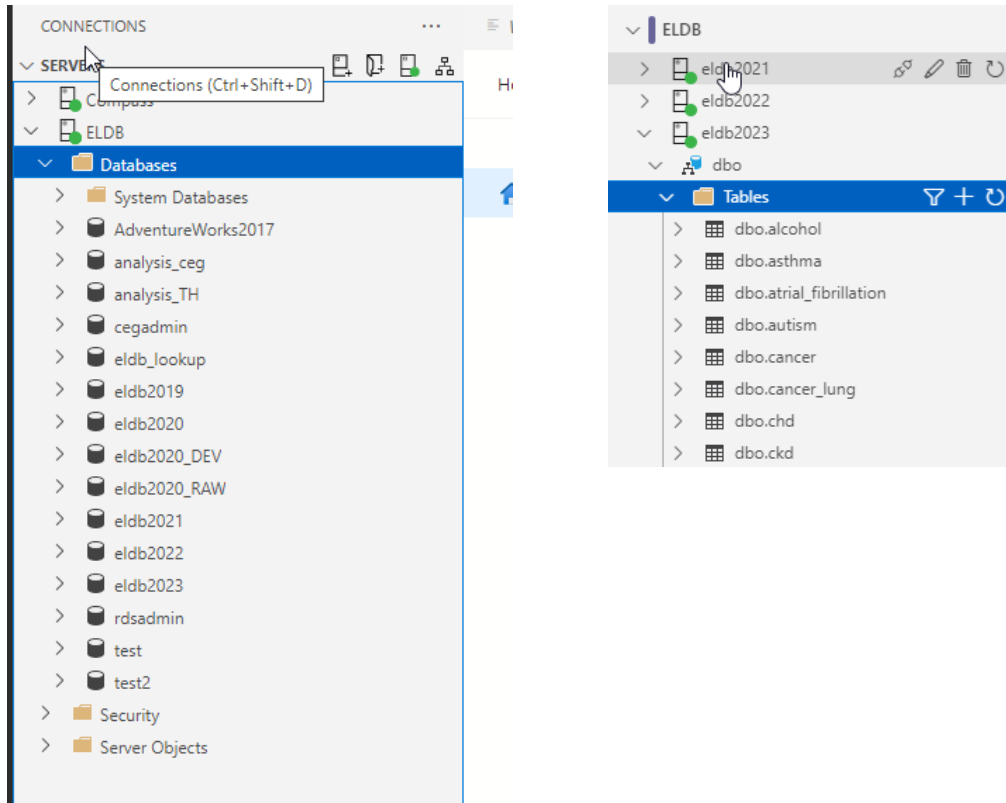 CONNECTIONS
SERVERS
Connections (Ctrl+Shift+D)
Compass
ELDB
Databases
System Databases
AdventureWorks2017
analysis_ceg
analysis_TH
cegadmin
eldb_lookup
eldb2019
eldb2020
eldb2020_DEV
eldb2020_RAW
eldb2021
eldb2022
eldb2023
rdsadmin
test
test2
Security
Server Objects
ELDB
eldb2021
eldb2022
eldb2023
dbo
Tables
dbo.alcohol
dbo.asthma
dbo.atrial_fibrillation
dbo.autism
dbo.cancer
dbo.cancer_lung
dbo.chd
dbo.ckd